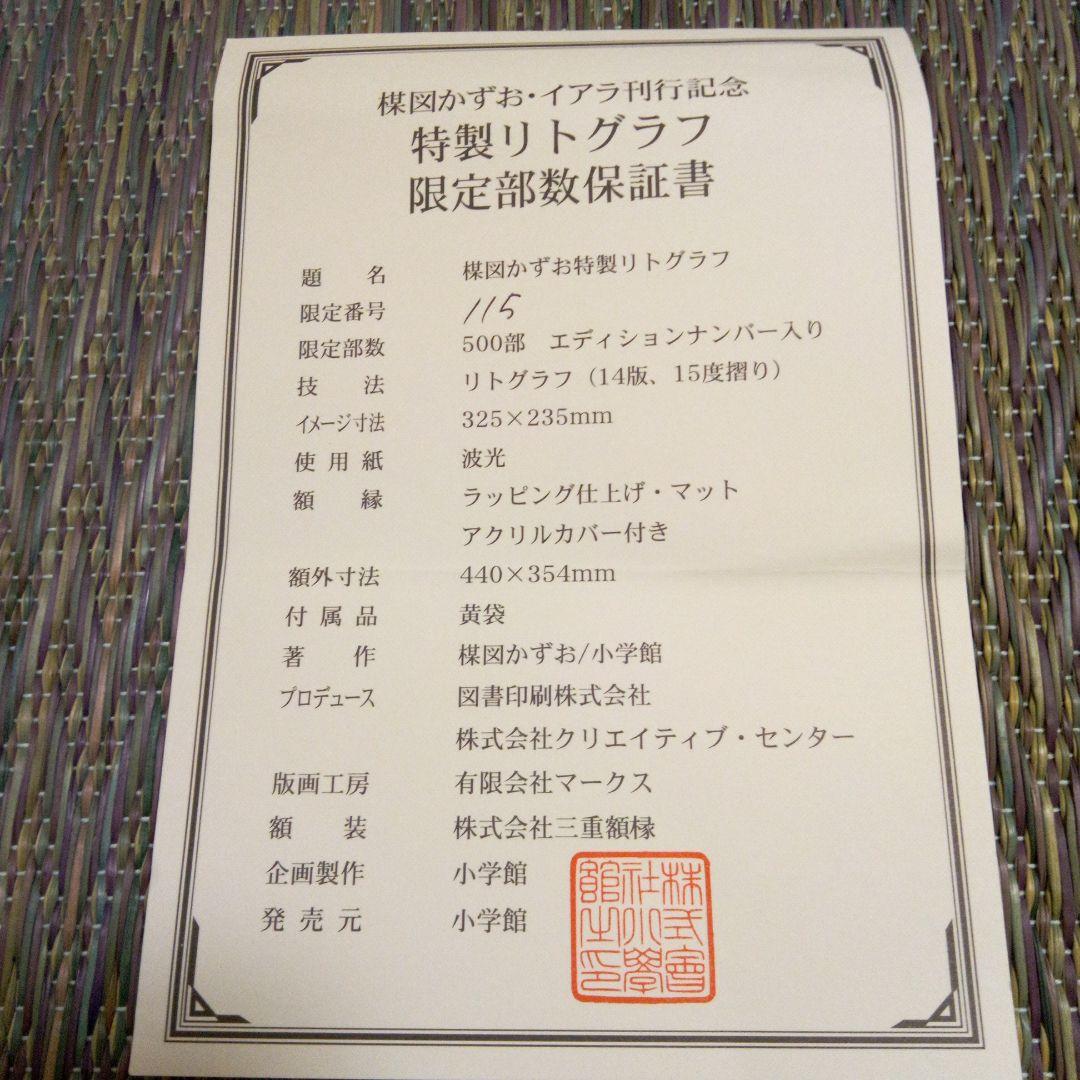 楳図かずお・イアラ刊行記念
特製リトグラフ
限定部数保証書
題 名 楳図かずお特製リトグラフ
限定番号 115
限定部数 500部 エディションナンバー入り
技 法 リトグラフ（14版、15度摺り）
イメージ寸法 325×235mm
使用紙 波光
額 縁 ラッピング仕上げ・マット
アクリルカバー付き
額外寸法 440×354mm
付属品 黄袋
著 作 楳図かずお/小学館
プロデュース 図書印刷株式会社
株式会社クリエイティブ・センター
版画工房 有限会社マークス
額 装 株式会社三重額椽
企画製作 小学館
発売元 小学館
株式會
社小學
館之印